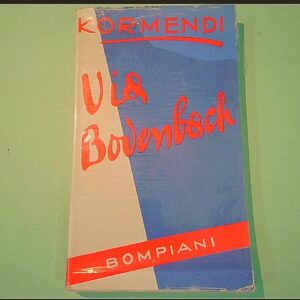 KORMENDI
Via
Bodenbach
BOMPIANI